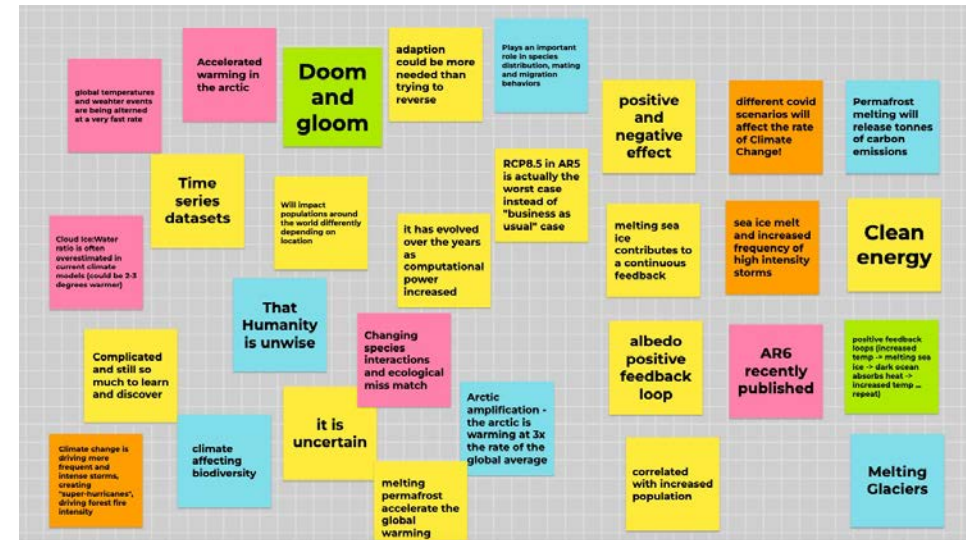 global temperatures
and weahter events
are being alterned
at a very fast rate
Accelerated
warming in
the arctic
Doom
and
gloom
adaption
could be more
needed than
trying to
reverse
Plays an important
role in species
distribution, mating
and migration
behaviors
positive
and
negative
effect
different covid
scenarios will
affect the rate
of Climate
Change!
Permafrost
melting will
release tonnes
of carbon
emissions
Time
series
datasets
Will impact
populations around
the world differently
depending on
location
RCP8.5 in AR5
is actually the
worst case
instead of
"business as
usual" case
Cloud Ice:Water
ratio is often
overestimated in
current climate
models (could be 2-3
degrees warmer)
it has evolved
over the years
as
computational
power
increased
melting sea
ice
contributes to
a continuous
feedback
sea ice melt
and increased
frequency of
high intensity
storms
Clean
energy
That
Humanity
is unwise
Complicated
and still so
much to learn
and discover
Changing
species
interactions
and ecological
miss match
albedo
positive
feedback
loop
AR6
recently
published
positive feedback
loops (increased
temp -> melting sea
ice -> dark ocean
absorbs heat ->
increased temp ...
repeat)
Climate change is
driving more
frequent and
intense storms,
creating
"super-hurricanes",
driving forest fire
intensity
climate
affecting
biodiversity
it is
uncertain
Arctic
amplification -
the arctic is
warming at 3x
the rate of the
global average
melting
permafrost
accelerate the
global
warming
correlated
with increased
population
Melting
Glaciers